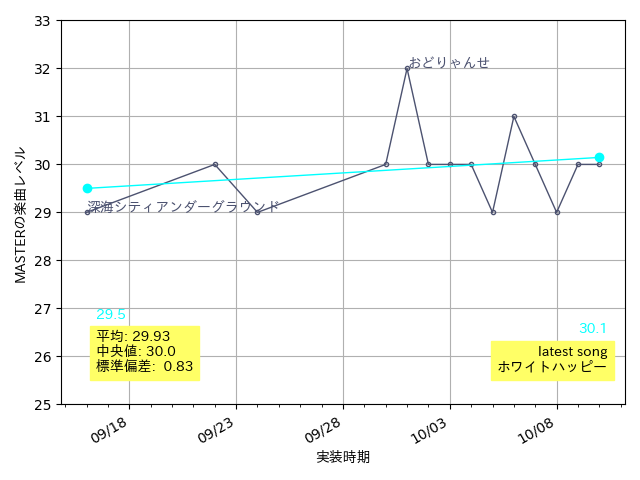 33
32
31
30
29
28
27
26
25
MASTERの楽曲レベル
おどりゃんせ
深海シティアンダーグラウンド
29.5
平均: 29.93
中央値: 30.0
標準偏差: 0.83
30.1
latest song
ホワイトハッピー
09/18
09/23
09/28
10/03
10/08
実装時期